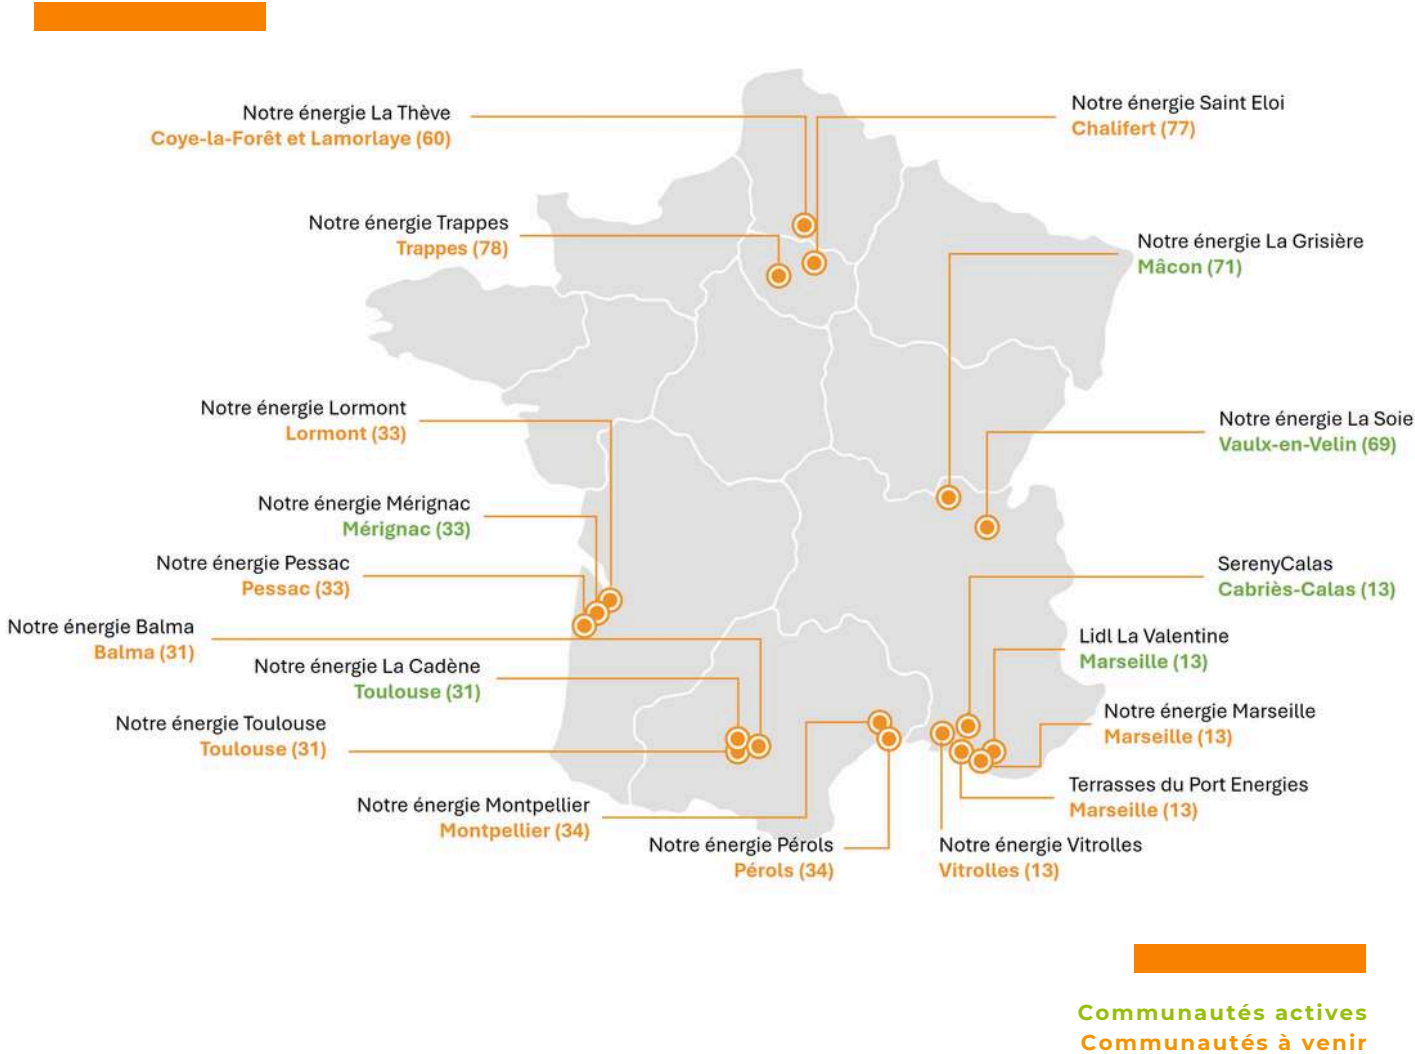 Notre énergie La Thève
Coye-la-Forêt et Lamorlaye (60)
Notre énergie Saint Eloi
Chalifert (77)
Notre énergie Trappes
Trappes (78)
Notre énergie La Grisière
Mâcon (71)
Notre énergie Lormont
Lormont (33)
Notre énergie La Soie
Vaulx-en-Velin (69)
Notre énergie Mérignac
Mérignac (33)
Notre énergie Pessac
Pessac (33)
SerenyCalas
Cabriès-Calas (13)
Notre énergie Balma
Balma (31)
Lidl La Valentine
Marseille (13)
Notre énergie La Cadène
Toulouse (31)
Notre énergie Marseille
Marseille (13)
Notre énergie Toulouse
Toulouse (31)
Terrasses du Port Energies
Marseille (13)
Notre énergie Montpellier
Montpellier (34)
Notre énergie Pérols
Pérols (34)
Notre énergie Vitrolles
Vitrolles (13)
Communautés actives
Communautés à venir